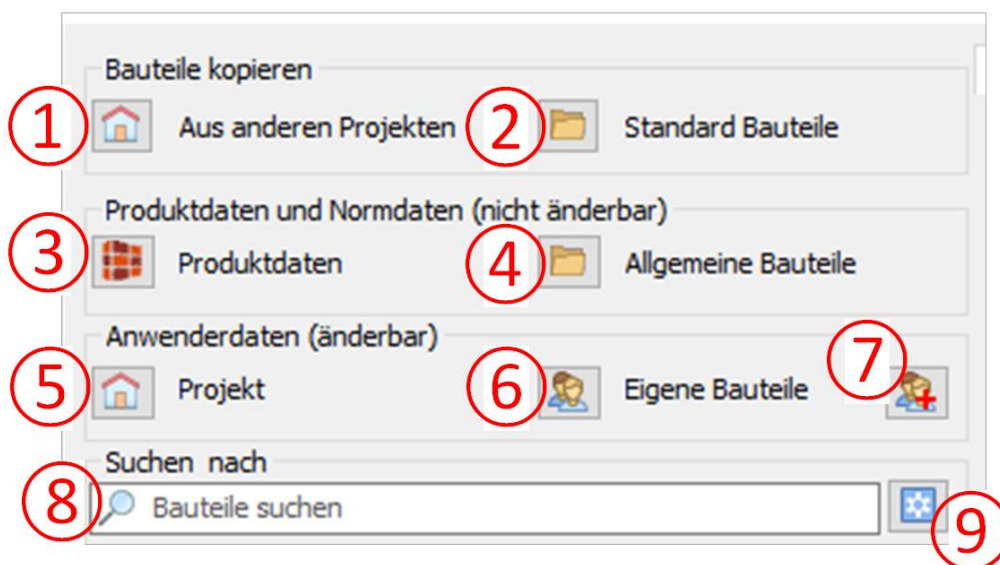 Bauteile kopieren
1 Aus anderen Projekten 2 Standard Bauteile
Produktdaten und Normdaten (nicht änderbar)
3 Produktdaten 4 Allgemeine Bauteile
Anwenderdaten (änderbar)
5 Projekt 6 Eigene Bauteile 7
Suchen nach
8 Bauteile suchen 9